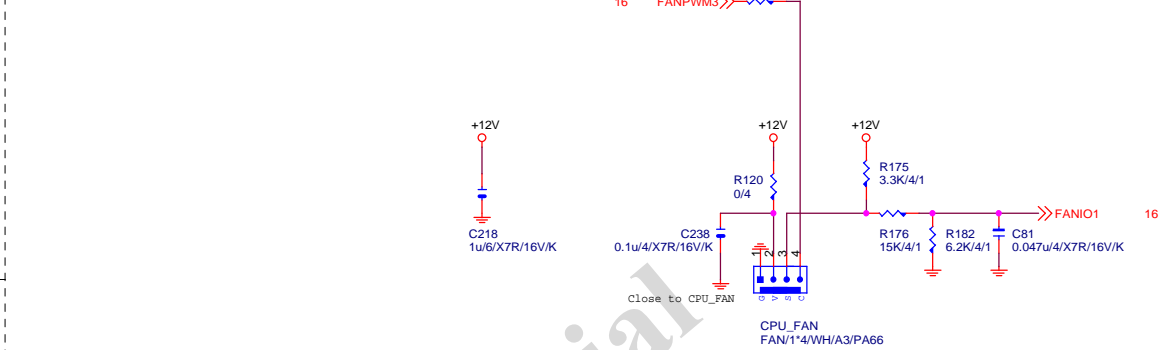 16 FANPWM3
+12V
+12V
+12V
R175
3.3K/4/1
R120
0/4
FANIO1 16
C218
1u/6/X7R/16V/K
C238
0.1u/4/X7R/16V/K
R176
15K/4/1
R182
6.2K/4/1
C81
0.047u/4/X7R/16V/K
1 2 3 4
G V S C
Close to CPU_FAN
CPU_FAN
FAN/1*4/WH/A3/PA66